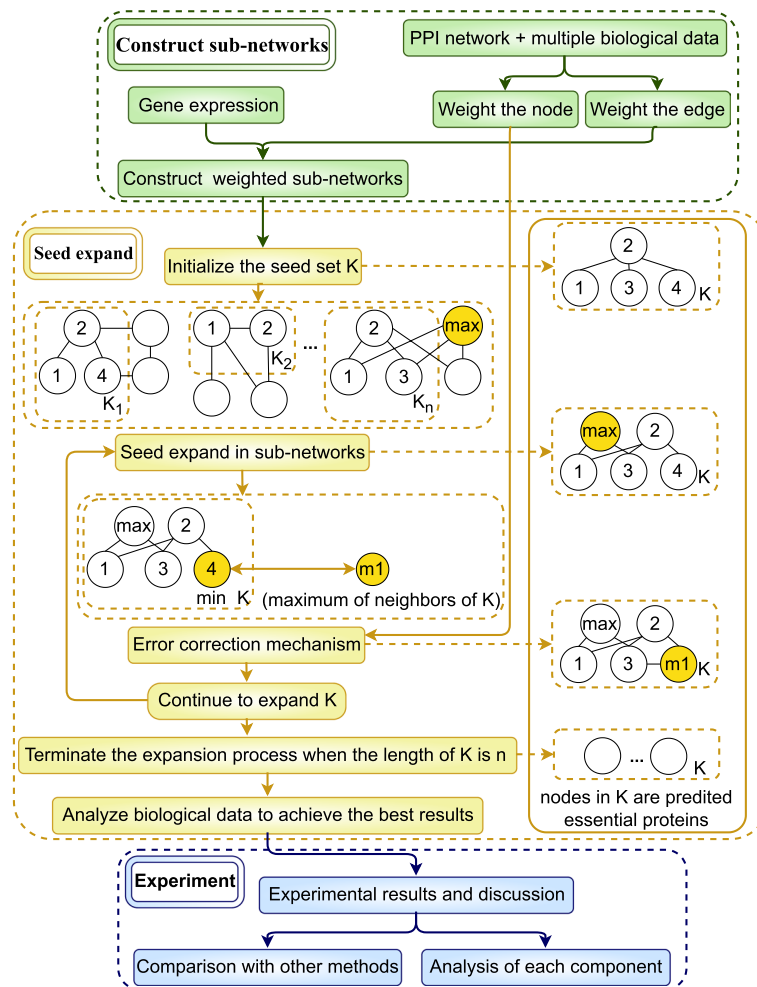 Construct sub-networks
PPI network + multiple biological data
Gene expression
Weight the node
Weight the edge
Construct weighted sub-networks
Seed expand
Initialize the seed set K
2
1 3 4 K
2
1 4
K1
1 2
K2
...
2 max
1 3
Kn
Seed expand in sub-networks
max 2
1 3 4 K
max 2
1 3 4 m1
min K (maximum of neighbors of K)
Error correction mechanism
max 2
1 3 m1 K
Continue to expand K
Terminate the expansion process when the length of K is n
... K
nodes in K are predited
essential proteins
Analyze biological data to achieve the best results
Experiment
Experimental results and discussion
Comparison with other methods
Analysis of each component